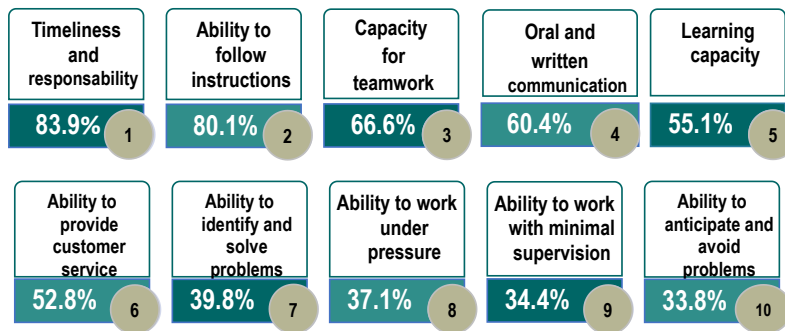 Timeliness
and
responsability
83.9%
1
Ability to
follow
instructions
80.1%
2
Capacity
for
teamwork
66.6%
3
Oral and
written
communication
60.4%
4
Learning
capacity
55.1%
5
Ability to
provide
customer
service
52.8%
6
Ability to
identify and
solve
problems
39.8%
7
Ability to work
under
pressure
37.1%
8
Ability to work
with minimal
supervision
34.4%
9
Ability to
anticipate and
avoid
problems
33.8%
10